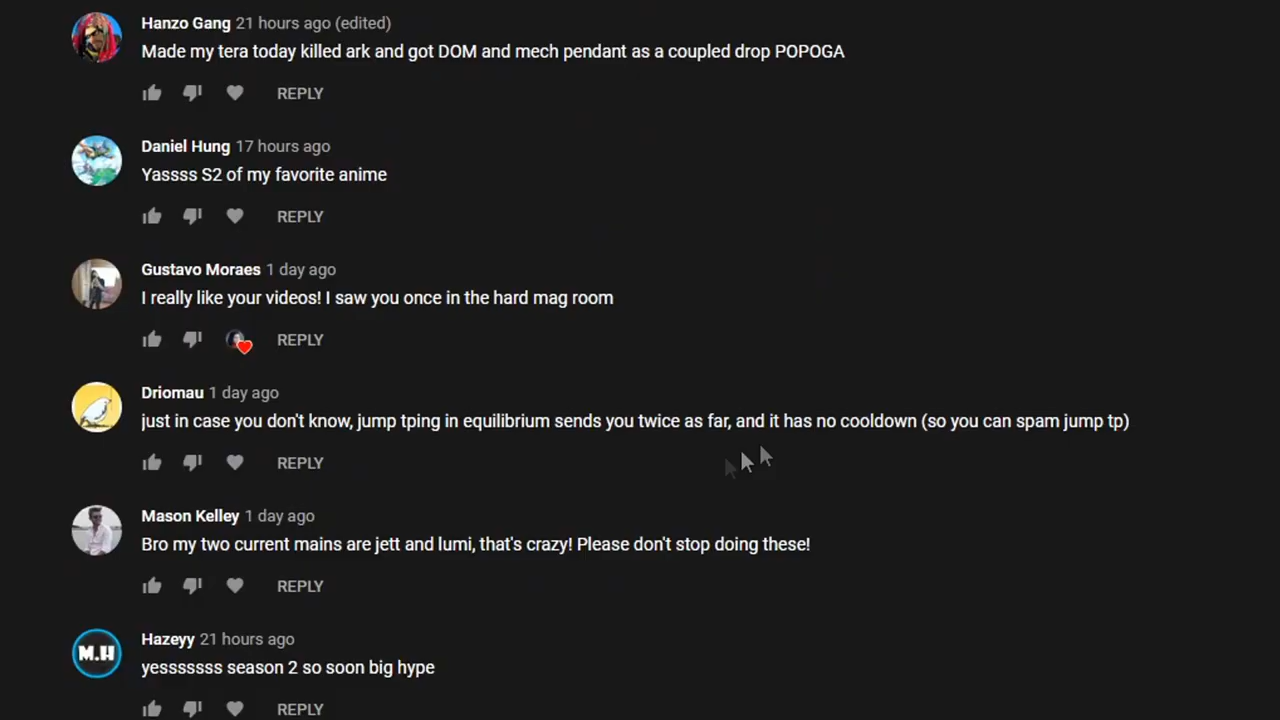 Hanzo Gang 21 hours ago (edited)
Made my tera today killed ark and got DOM and mech pendant as a coupled drop POPOGA
REPLY
Daniel Hung 17 hours ago
Yassss S2 of my favorite anime
REPLY
Gustavo Moraes 1 day ago
I really like your videos! I saw you once in the hard mag room
REPLY
Driomau 1 day ago
just in case you don't know, jump tping in equilibrium sends you twice as far, and it has no cooldown (so you can spam jump tp)
REPLY
Mason Kelley 1 day ago
Bro my two current mains are jett and lumi, that's crazy! Please don't stop doing these!
REPLY
M.H
Hazeyy 21 hours ago
yesssssss season 2 so soon big hype
REPLY